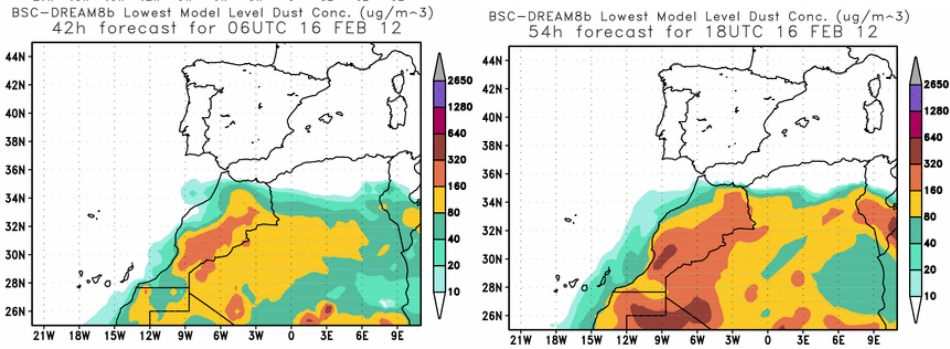 BSC-DREAM8b Lowest Model Level Dust Conc. (ug/m^3)
42h forecast for 06UTC 16 FEB 12
44N
42N
40N
38N
36N
34N
32N
30N
28N
26N
21W 18W 15W 12W 9W 6W 3W 0 3E 6E 9E
2650
1280
640
320
160
80
40
20
10
BSC-DREAM8b Lowest Model Level Dust Conc. (ug/m^3)
54h forecast for 18UTC 16 FEB 12
44N
42N
40N
38N
36N
34N
32N
30N
28N
26N
21W 18W 15W 12W 9W 6W 3W 0 3E 6E 9E
2650
1280
640
320
160
80
40
20
10